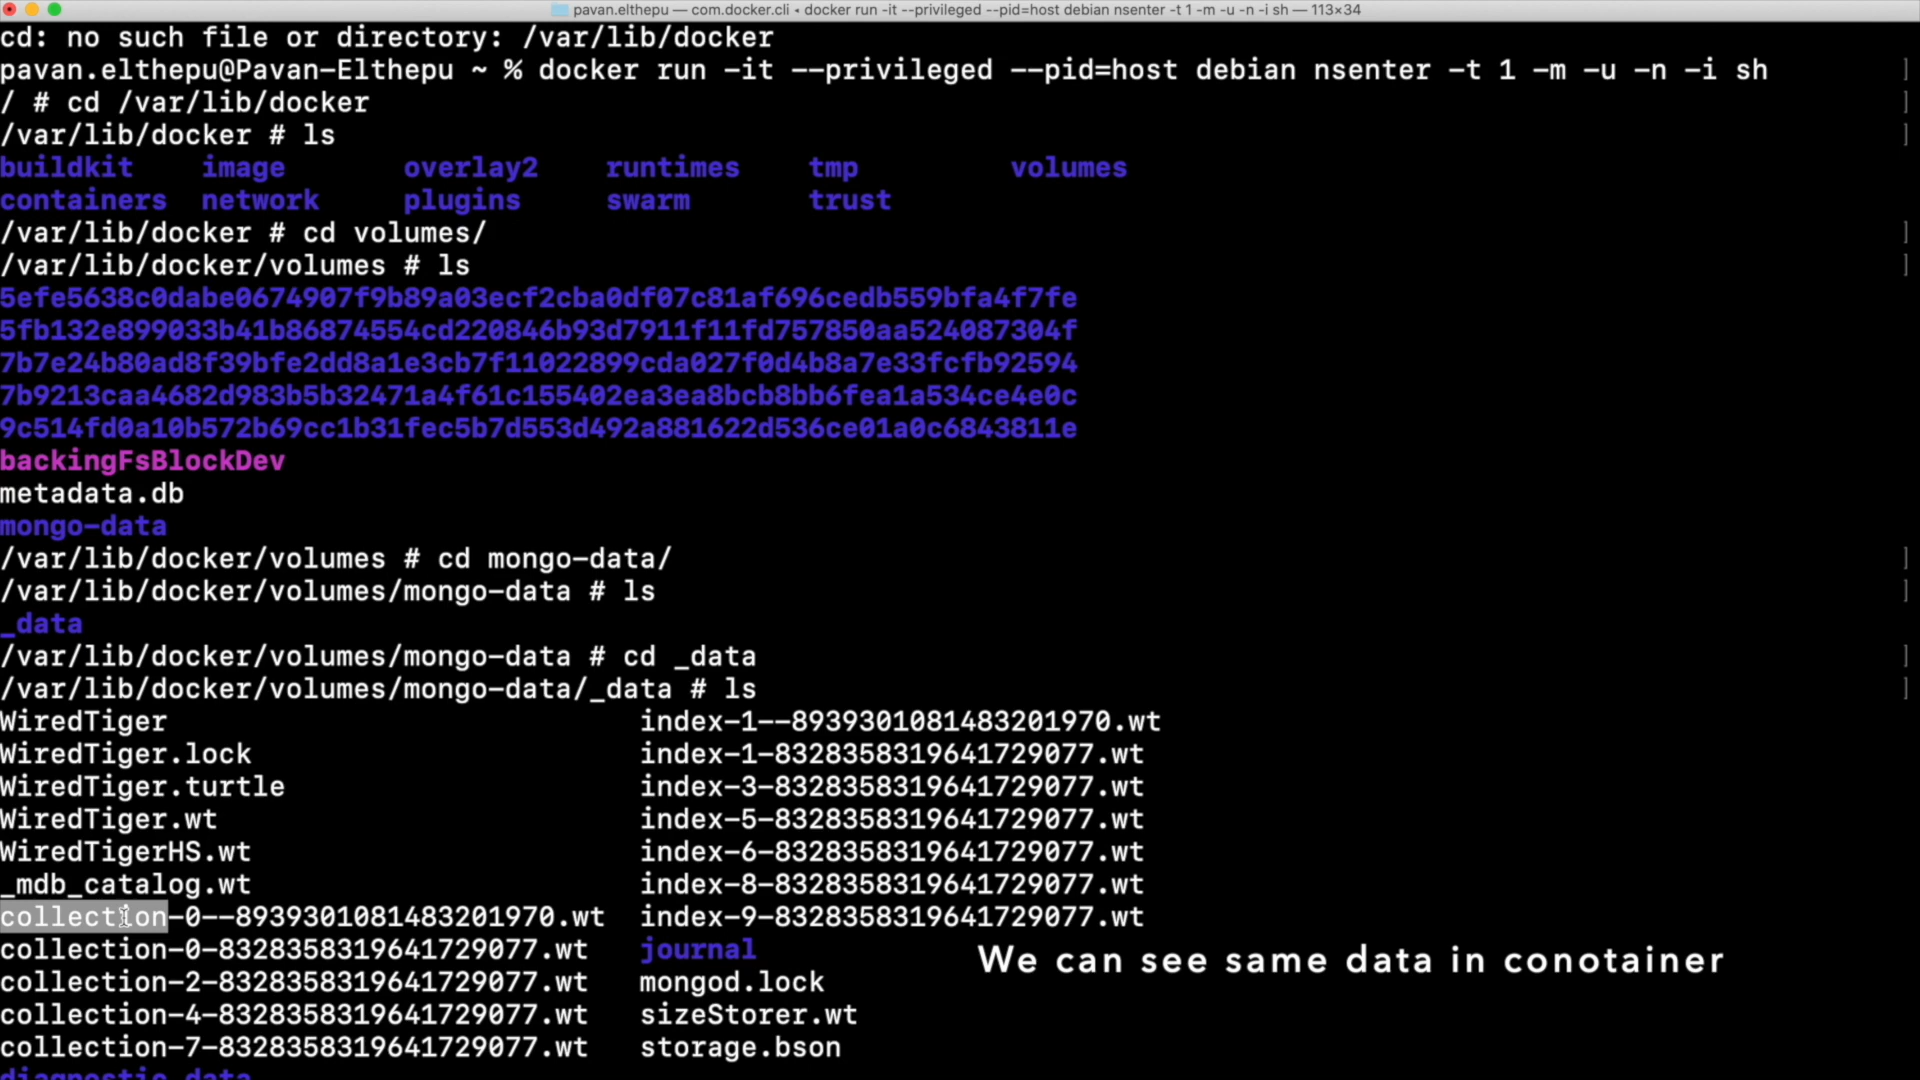 pavan.elthepu — com.docker.cli ◂ docker run -it --privileged --pid=host debian nsenter -t 1 -m -u -n -i sh — 113×34
cd: no such file or directory: /var/lib/docker
pavan.elthepu@Pavan-Elthepu ~ % docker run -it --privileged --pid=host debian nsenter -t 1 -m -u -n -i sh
/ # cd /var/lib/docker
/var/lib/docker # ls
buildkit image overlay2 runtimes tmp volumes
containers network plugins swarm trust
/var/lib/docker # cd volumes/
/var/lib/docker/volumes # ls
5efe5638c0dabe0674907f9b89a03ecf2cba0df07c81af696cedb559bfa4f7fe
5fb132e899033b41b86874554cd220846b93d7911f11fd757850aa524087304f
7b7e24b80ad8f39bfe2dd8a1e3cb7f11022899cda027f0d4b8a7e33fcfb92594
7b9213caa4682d983b5b32471a4f61c155402ea3ea8bcb8bb6fea1a534ce4e0c
9c514fd0a10b572b69cc1b31fec5b7d553d492a881622d536ce01a0c6843811e
backingFsBlockDev
metadata.db
mongo-data
/var/lib/docker/volumes # cd mongo-data/
/var/lib/docker/volumes/mongo-data # ls
_data
/var/lib/docker/volumes/mongo-data # cd _data
/var/lib/docker/volumes/mongo-data/_data # ls
WiredTiger index-1--8939301081483201970.wt
WiredTiger.lock index-1-8328358319641729077.wt
WiredTiger.turtle index-3-8328358319641729077.wt
WiredTiger.wt index-5-8328358319641729077.wt
WiredTigerHS.wt index-6-8328358319641729077.wt
_mdb_catalog.wt index-8-8328358319641729077.wt
collection-0--8939301081483201970.wt index-9-8328358319641729077.wt
collection-0-8328358319641729077.wt journal
We can see same data in conotainer
collection-2-8328358319641729077.wt mongod.lock
collection-4-8328358319641729077.wt sizeStorer.wt
collection-7-8328358319641729077.wt storage.bson
diagnostic.data